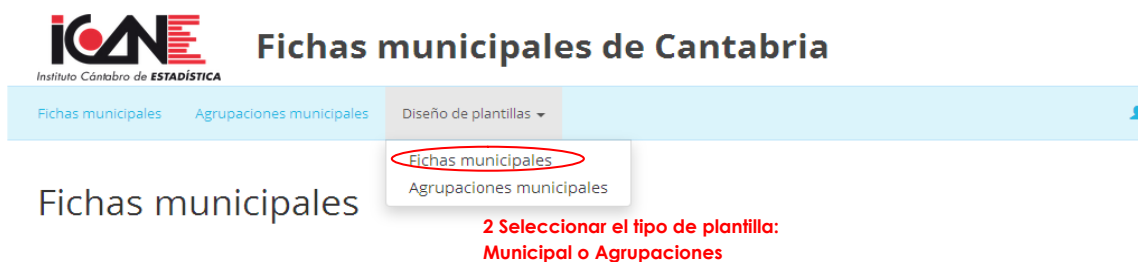 ICANE
Fichas municipales de Cantabria
Instituto Cántabro de ESTADÍSTICA
Fichas municipales Agrupaciones municipales Diseño de plantillas
Fichas municipales
Agrupaciones municipales
Fichas municipales
2 Seleccionar el tipo de plantilla:
Municipal o Agrupaciones